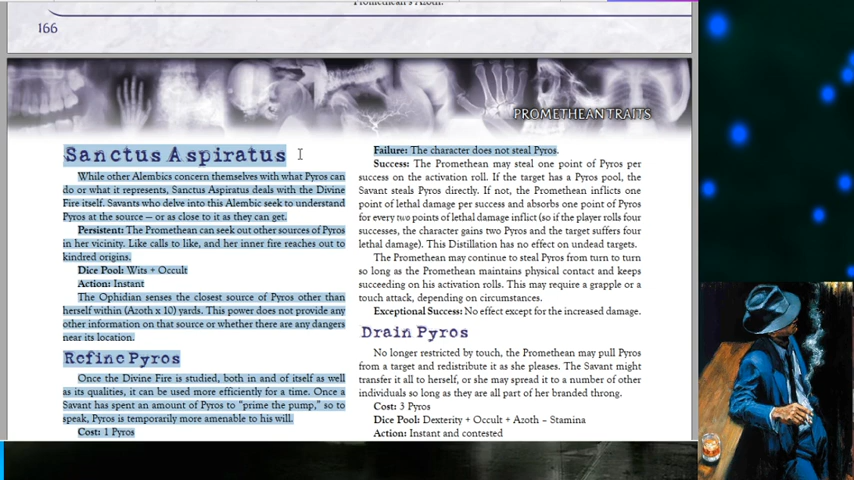 Promethean's Azoth.
166
PROMETHEAN TRAITS
Sanctus Aspiratus
While other Alembics concern themselves with what Pyros can
do or what it represents, Sanctus Aspiratus deals with the Divine
Fire itself. Savants who delve into this Alembic seek to understand
Pyros at the source — or as close to it as they can get.
Persistent: The Promethean can seek out other sources of Pyros
in her vicinity. Like calls to like, and her inner fire reaches out to
kindred origins.
Dice Pool: Wits + Occult
Action: Instant
The Ophidian senses the closest source of Pyros other than
herself within (Azoth x 10) yards. This power does not provide any
other information on that source or whether there are any dangers
near its location.
Refine Pyros
Once the Divine Fire is studied, both in and of itself as well
as its qualities, it can be used more efficiently for a time. Once a
Savant has spent an amount of Pyros to “prime the pump,” so to
speak, Pyros is temporarily more amenable to his will.
Cost: 1 Pyros
Failure: The character does not steal Pyros.
Success: The Promethean may steal one point of Pyros per
success on the activation roll. If the target has a Pyros pool, the
Savant steals Pyros directly. If not, the Promethean inflicts one
point of lethal damage per success and absorbs one point of Pyros
for every two points of lethal damage inflict (so if the player rolls four
successes, the character gains two Pyros and the target suffers four
lethal damage). This Distillation has no effect on undead targets.
The Promethean may continue to steal Pyros from turn to turn
so long as the Promethean maintains physical contact and keeps
succeeding on his activation rolls. This may require a grapple or a
touch attack, depending on circumstances.
Exceptional Success: No effect except for the increased damage.
Drain Pyros
No longer restricted by touch, the Promethean may pull Pyros
from a target and redistribute it as she pleases. The Savant might
transfer it all to herself, or she may spread it to a number of other
individuals so long as they are all part of her branded throng.
Cost: 3 Pyros
Dice Pool: Dexterity + Occult + Azoth – Stamina
Action: Instant and contested